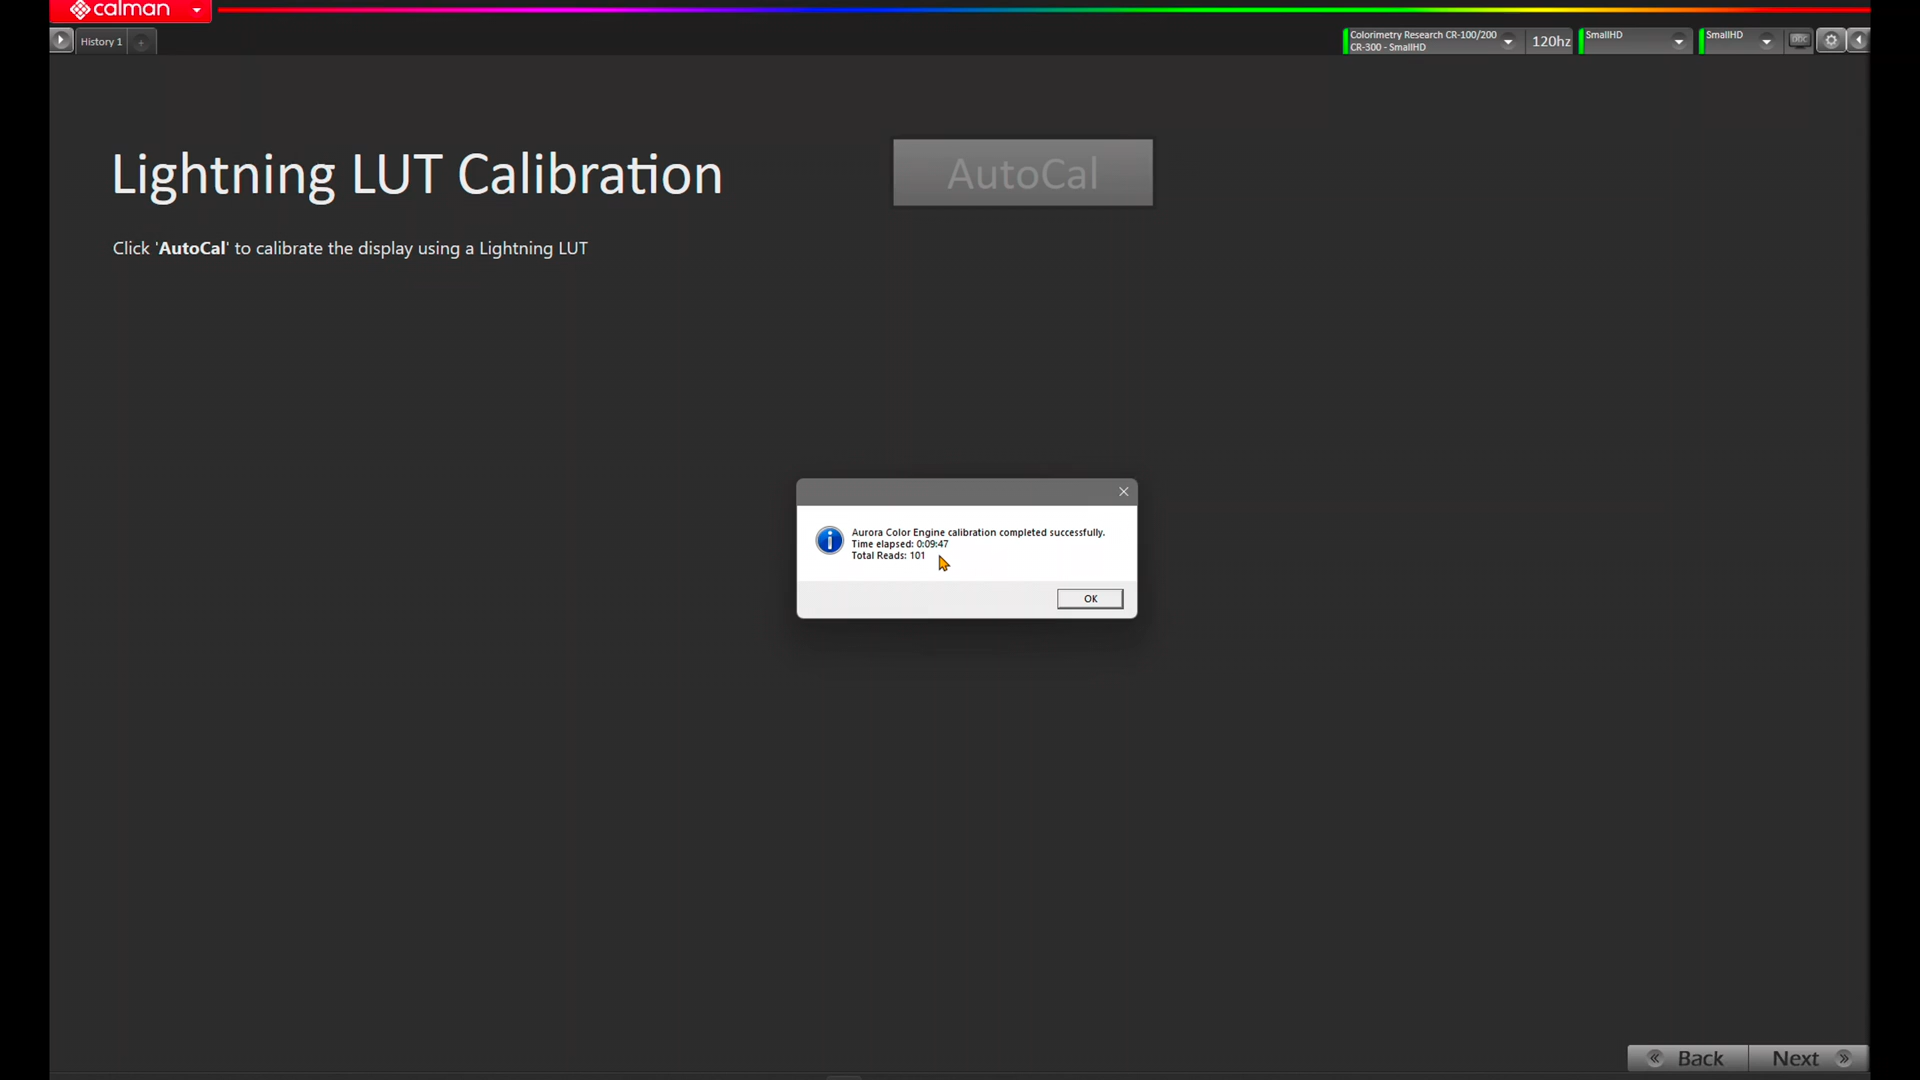 calman
History 1
+
Colorimetry Research CR-100/200
CR-300 - SmallHD
120hz
SmallHD
SmallHD
Lightning LUT Calibration
AutoCal
Click 'AutoCal' to calibrate the display using a Lightning LUT
Aurora Color Engine calibration completed successfully.
Time elapsed: 0:09:47
Total Reads: 101
OK
Back
Next